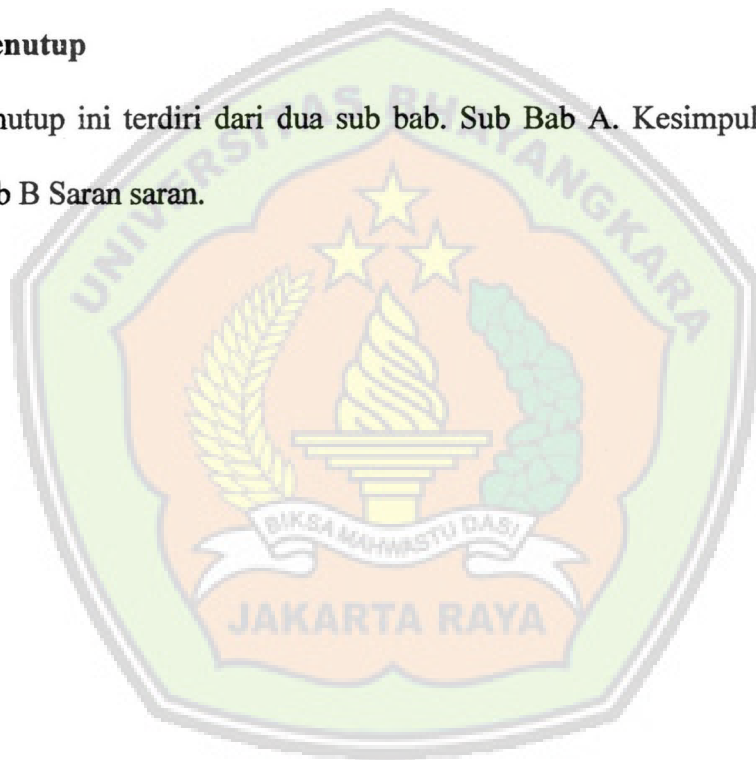 enutup
nutup ini terdiri dari dua sub bab. Sub Bab A. Kesimpul
b B Saran saran.
UNIVERSITAS BHAYANGKARA
BIKSA MAHWASTU DASI
JAKARTA RAYA